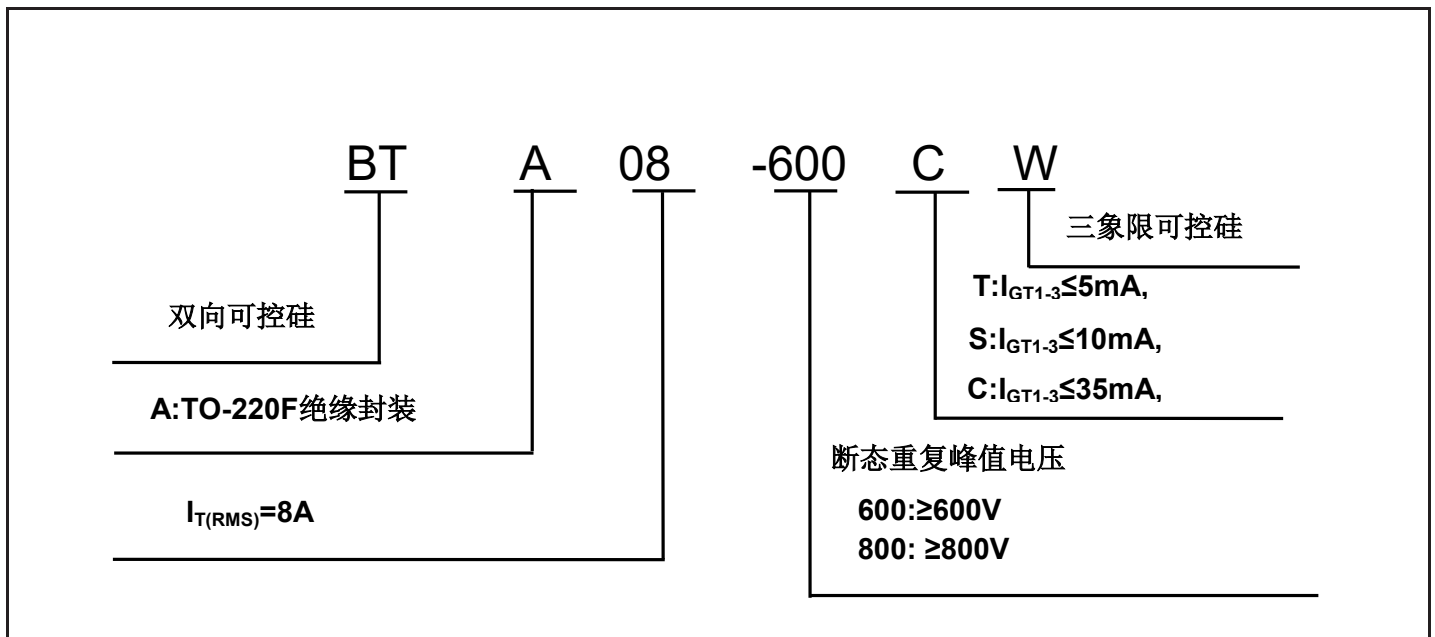 BT A 08 -600 C W
三象限可控硅
T:IGT1-3≤5mA,
双向可控硅
S:IGT1-3≤10mA,
C:IGT1-3≤35mA,
A:TO-220F绝缘封装
断态重复峰值电压
IT(RMS)=8A
600:≥600V
800: ≥800V